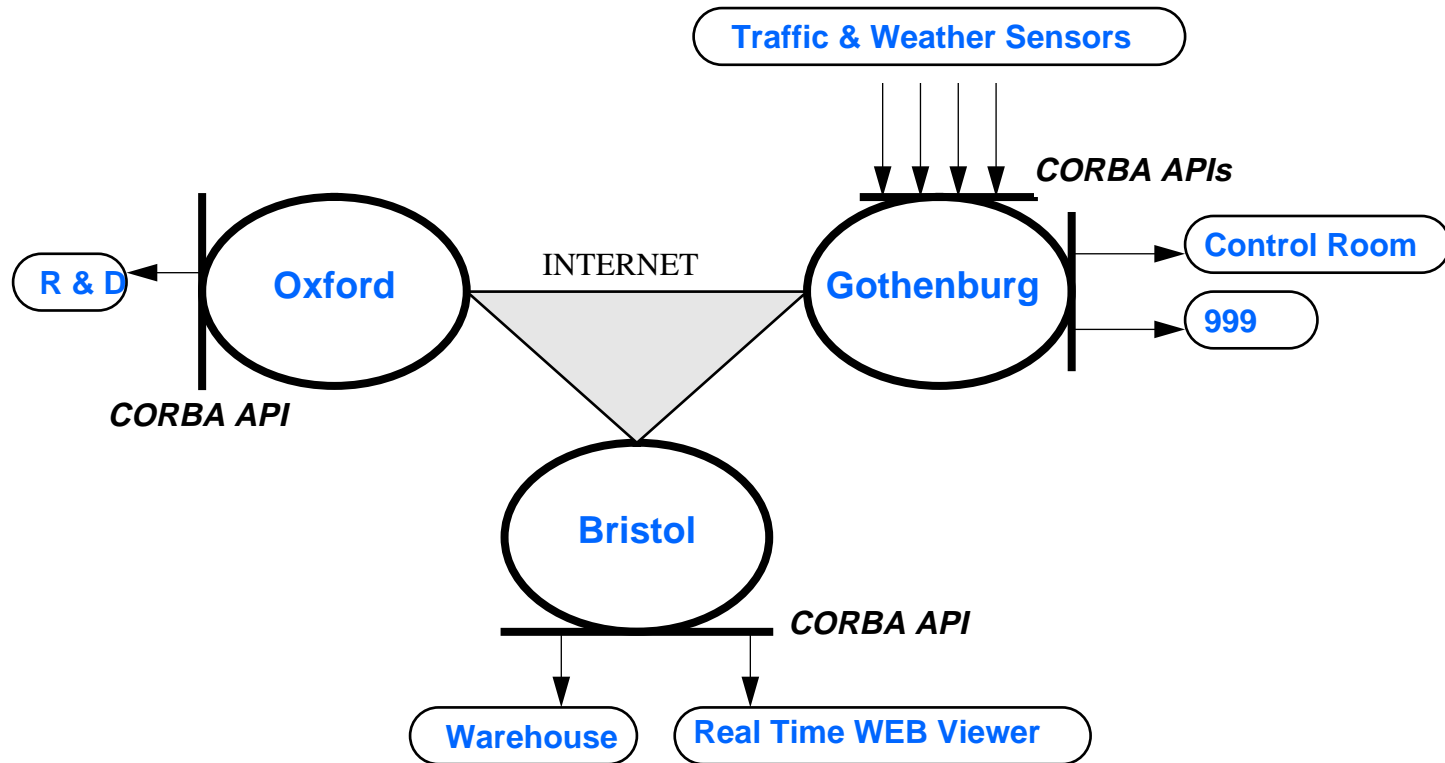 Traffic & Weather Sensors
CORBA APIs
Control Room
R & D
Oxford
INTERNET
Gothenburg
999
CORBA API
Bristol
CORBA API
Warehouse
Real Time WEB Viewer